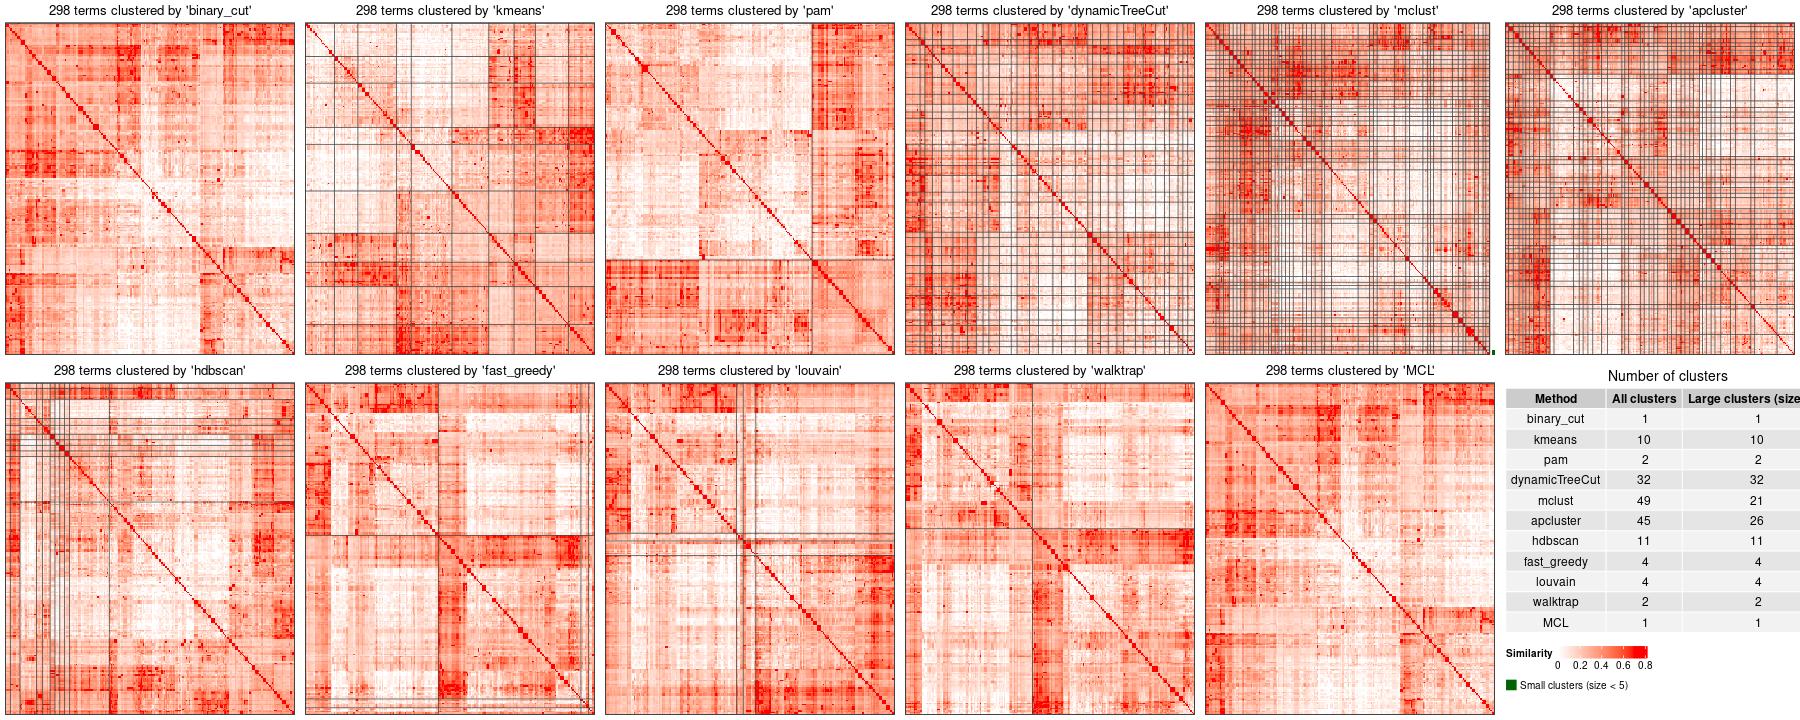 298 terms clustered by 'binary_cut'
298 terms clustered by 'kmeans'
298 terms clustered by 'pam'
298 terms clustered by 'dynamicTreeCut'
298 terms clustered by 'mclust'
298 terms clustered by 'apcluster'
298 terms clustered by 'hdbscan'
298 terms clustered by 'fast_greedy'
298 terms clustered by 'louvain'
298 terms clustered by 'walktrap'
298 terms clustered by 'MCL'
Number of clusters
Method All clusters Large clusters (size
binary_cut 1 1
kmeans 10 10
pam 2 2
dynamicTreeCut 32 32
mclust 49 21
apcluster 45 26
hdbscan 11 11
fast_greedy 4 4
louvain 4 4
walktrap 2 2
MCL 1 1
Similarity
0 0.2 0.4 0.6 0.8
Small clusters (size < 5)